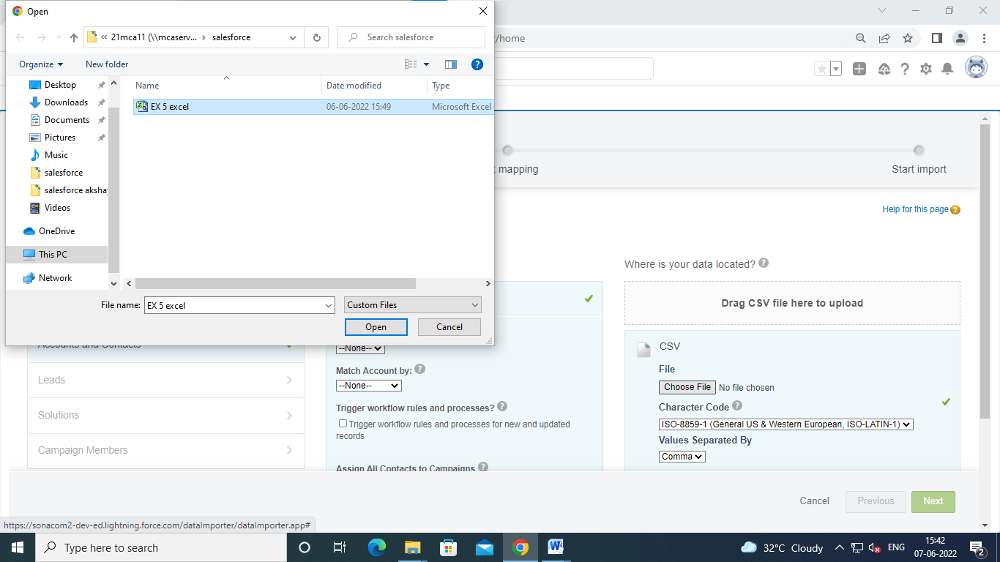 Open
« 21mca11 (\\mcaserv... › salesforce
Search salesforce
r/home
Organize
New folder
Name
Date modified
Type
Desktop
Downloads
Documents
Pictures
Music
salesforce
salesforce aksha
Videos
OneDrive
This PC
Network
EX 5 excel
06-06-2022 15:49
Microsoft Excel
File name:
EX 5 excel
Custom Files
Open
Cancel
t mapping
Start import
Help for this page
Where is your data located?
Drag CSV file here to upload
Accounts and Contacts
Leads
Solutions
Campaign Members
--None--
Match Account by:
--None--
Trigger workflow rules and processes?
Trigger workflow rules and processes for new and updated
records
Assign All Contacts to Campaigns
CSV
File
Choose File No file chosen
Character Code
ISO-8859-1 (General US & Western European, ISO-LATIN-1)
Values Separated By
Comma
Cancel
Previous
Next
https://sonacom2-dev-ed.lightning.force.com/dataImporter/dataImporter.app#
Type here to search
32°C Cloudy
ENG
15:42
07-06-2022
2